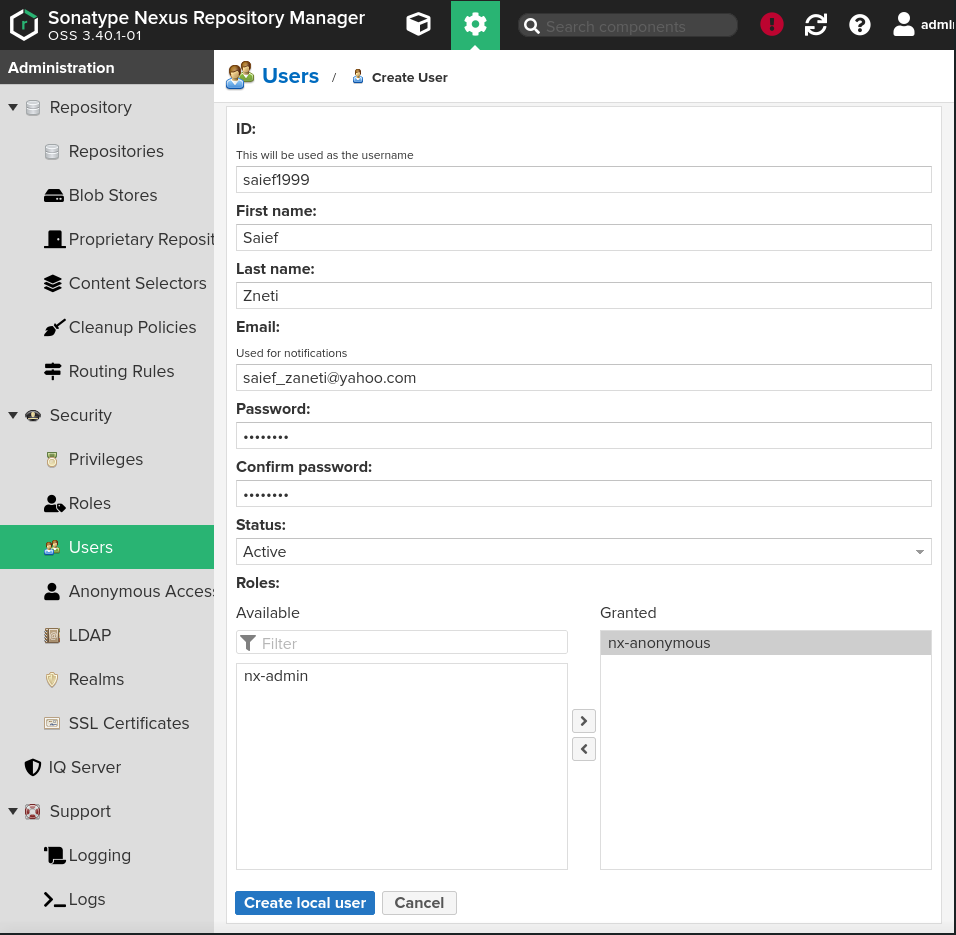 Sonatype Nexus Repository Manager
OSS 3.40.1-01
Search components
Administration
Users / Create User
Repository
Repositories
Blob Stores
Proprietary
Content Selectors
Cleanup Policies
Routing Rules
Security
Privileges
Roles
Users
Anonymous
LDAP
Realms
SSL Certificates
IQ Server
Support
Logging
Logs
ID:
This will be used as the username
saief1999
First name:
Saief
Last name:
Zneti
Email:
Used for notifications
saief_zaneti@yahoo.com
Password:
••••••••
Confirm password:
••••••••
Status:
Active
Roles:
Available
Granted
Filter
nx-admin
nx-anonymous
Create local user
Cancel